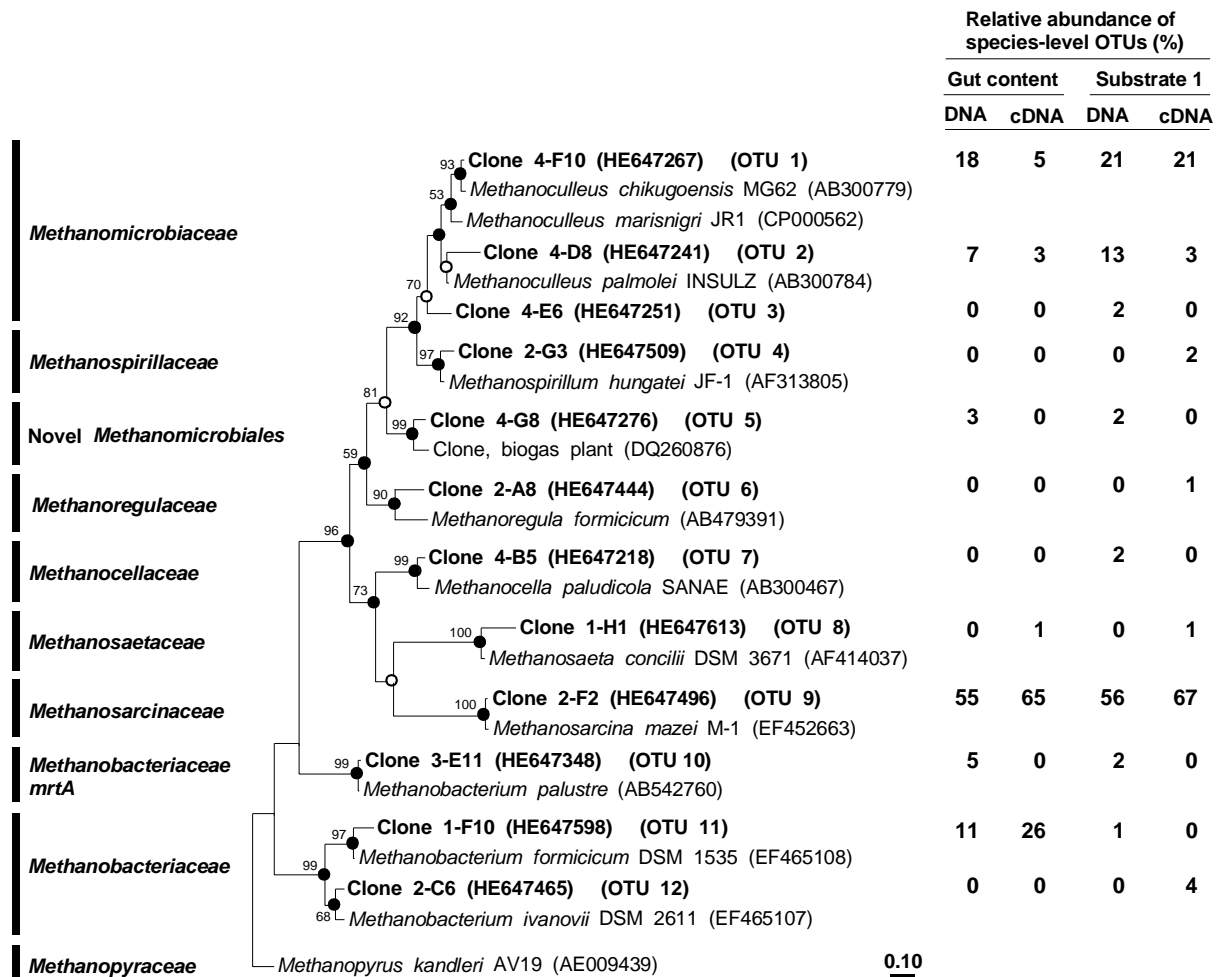 Relative abundance of
species-level OTUs (%)
Gut content Substrate 1
DNA cDNA DNA cDNA
93 Clone 4-F10 (HE647267) (OTU 1) 18 5 21 21
Methanoculleus chikugoensis MG62 (AB300779)
53
Methanoculleus marisnigri JR1 (CP000562)
Methanomicrobiaceae
Clone 4-D8 (HE647241) (OTU 2) 7 3 13 3
70 Methanoculleus palmolei INSULZ (AB300784)
Clone 4-E6 (HE647251) (OTU 3) 0 0 2 0
92
Methanospirillaceae 97 Clone 2-G3 (HE647509) (OTU 4) 0 0 0 2
Methanospirillum hungatei JF-1 (AF313805)
81
Novel Methanomicrobiales 99 Clone 4-G8 (HE647276) (OTU 5) 3 0 2 0
Clone, biogas plant (DQ260876)
59
Methanoregulaceae 90 Clone 2-A8 (HE647444) (OTU 6) 0 0 0 1
Methanoregula formicicum (AB479391)
96
Methanocellaceae 99 Clone 4-B5 (HE647218) (OTU 7) 0 0 2 0
Methanocella paludicola SANAE (AB300467)
73
Methanosaetaceae 100 Clone 1-H1 (HE647613) (OTU 8) 0 1 0 1
Methanosaeta concilii DSM 3671 (AF414037)
Methanosarcinaceae 100 Clone 2-F2 (HE647496) (OTU 9) 55 65 56 67
Methanosarcina mazei M-1 (EF452663)
Methanobacteriaceae 99 Clone 3-E11 (HE647348) (OTU 10) 5 0 2 0
mrtA Methanobacterium palustre (AB542760)
97 Clone 1-F10 (HE647598) (OTU 11) 11 26 1 0
Methanobacterium formicicum DSM 1535 (EF465108)
Methanobacteriaceae 99
Clone 2-C6 (HE647465) (OTU 12) 0 0 0 4
68 Methanobacterium ivanovii DSM 2611 (EF465107)
Methanopyraceae Methanopyrus kandleri AV19 (AE009439) 0.10